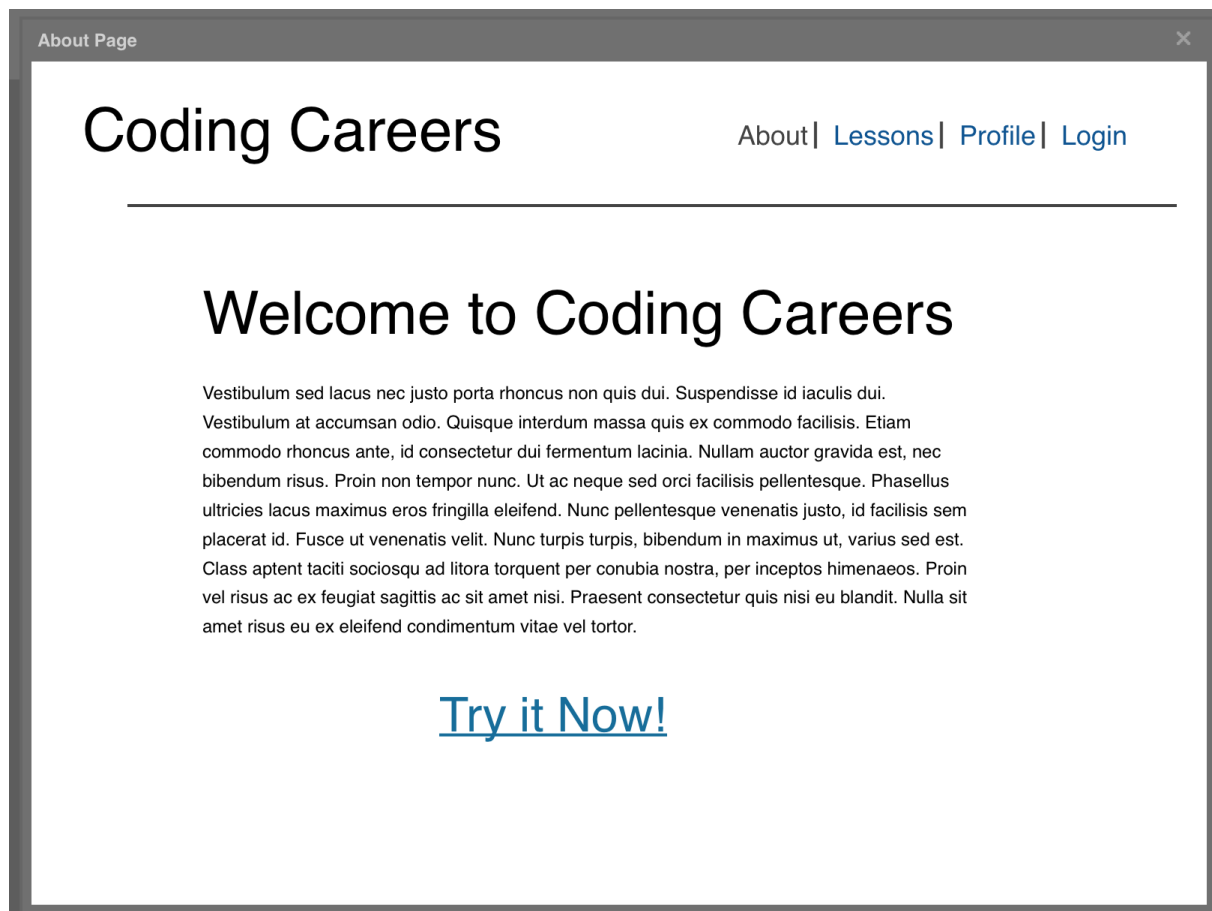 About Page
Coding Careers
About | Lessons | Profile | Login
Welcome to Coding Careers
Vestibulum sed lacus nec justo porta rhoncus non quis dui. Suspendisse id iaculis dui.
Vestibulum at accumsan odio. Quisque interdum massa quis ex commodo facilisis. Etiam
commodo rhoncus ante, id consectetur dui fermentum lacinia. Nullam auctor gravida est, nec
bibendum risus. Proin non tempor nunc. Ut ac neque sed orci facilisis pellentesque. Phasellus
ultricies lacus maximus eros fringilla eleifend. Nunc pellentesque venenatis justo, id facilisis sem
placerat id. Fusce ut venenatis velit. Nunc turpis turpis, bibendum in maximus ut, varius sed est.
Class aptent taciti sociosqu ad litora torquent per conubia nostra, per inceptos himenaeos. Proin
vel risus ac ex feugiat sagittis ac sit amet nisi. Praesent consectetur quis nisi eu blandit. Nulla sit
amet risus eu ex eleifend condimentum vitae vel tortor.
Try it Now!